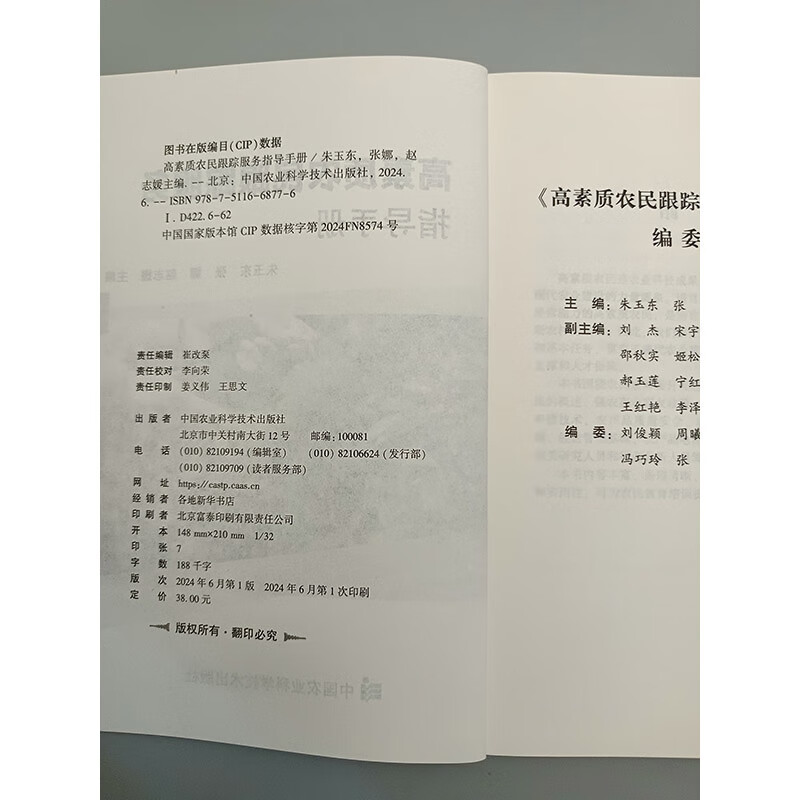 图书在版编目(CIP)数据
高素质农民跟踪服务指导手册 / 朱玉东，张娜，赵
志媛主编. -- 北京：中国农业科学技术出版社，2024.
6. -- ISBN 978-7-5116-6877-6
Ⅰ. D422.6-62
中国国家版本馆 CIP 数据核字第 2024FN8574 号
责任编辑 崔改泵
责任校对 李向荣
责任印制 姜义伟 王思文
出版者 中国农业科学技术出版社
北京市中关村南大街 12 号 邮编：100081
电话 (010) 82109194 (编辑室) (010) 82106624 (发行部)
(010) 82109709 (读者服务部)
网址 https://castp.caas.cn
经销者 各地新华书店
印刷者 北京富泰印刷有限责任公司
开本 148 mm×210 mm 1/32
印张 7
字数 188 千字
版次 2024 年 6 月第 1 版 2024 年 6 月第 1 次印刷
定价 38.00 元
版权所有·翻印必究
《高素质农民跟踪
编委
主编：朱玉东 张
副主编：刘杰 宋宇
邵秋实 姬松
郝玉莲 宁红
王红艳 李泽
编委：刘俊颖 周曦
冯巧玲 张